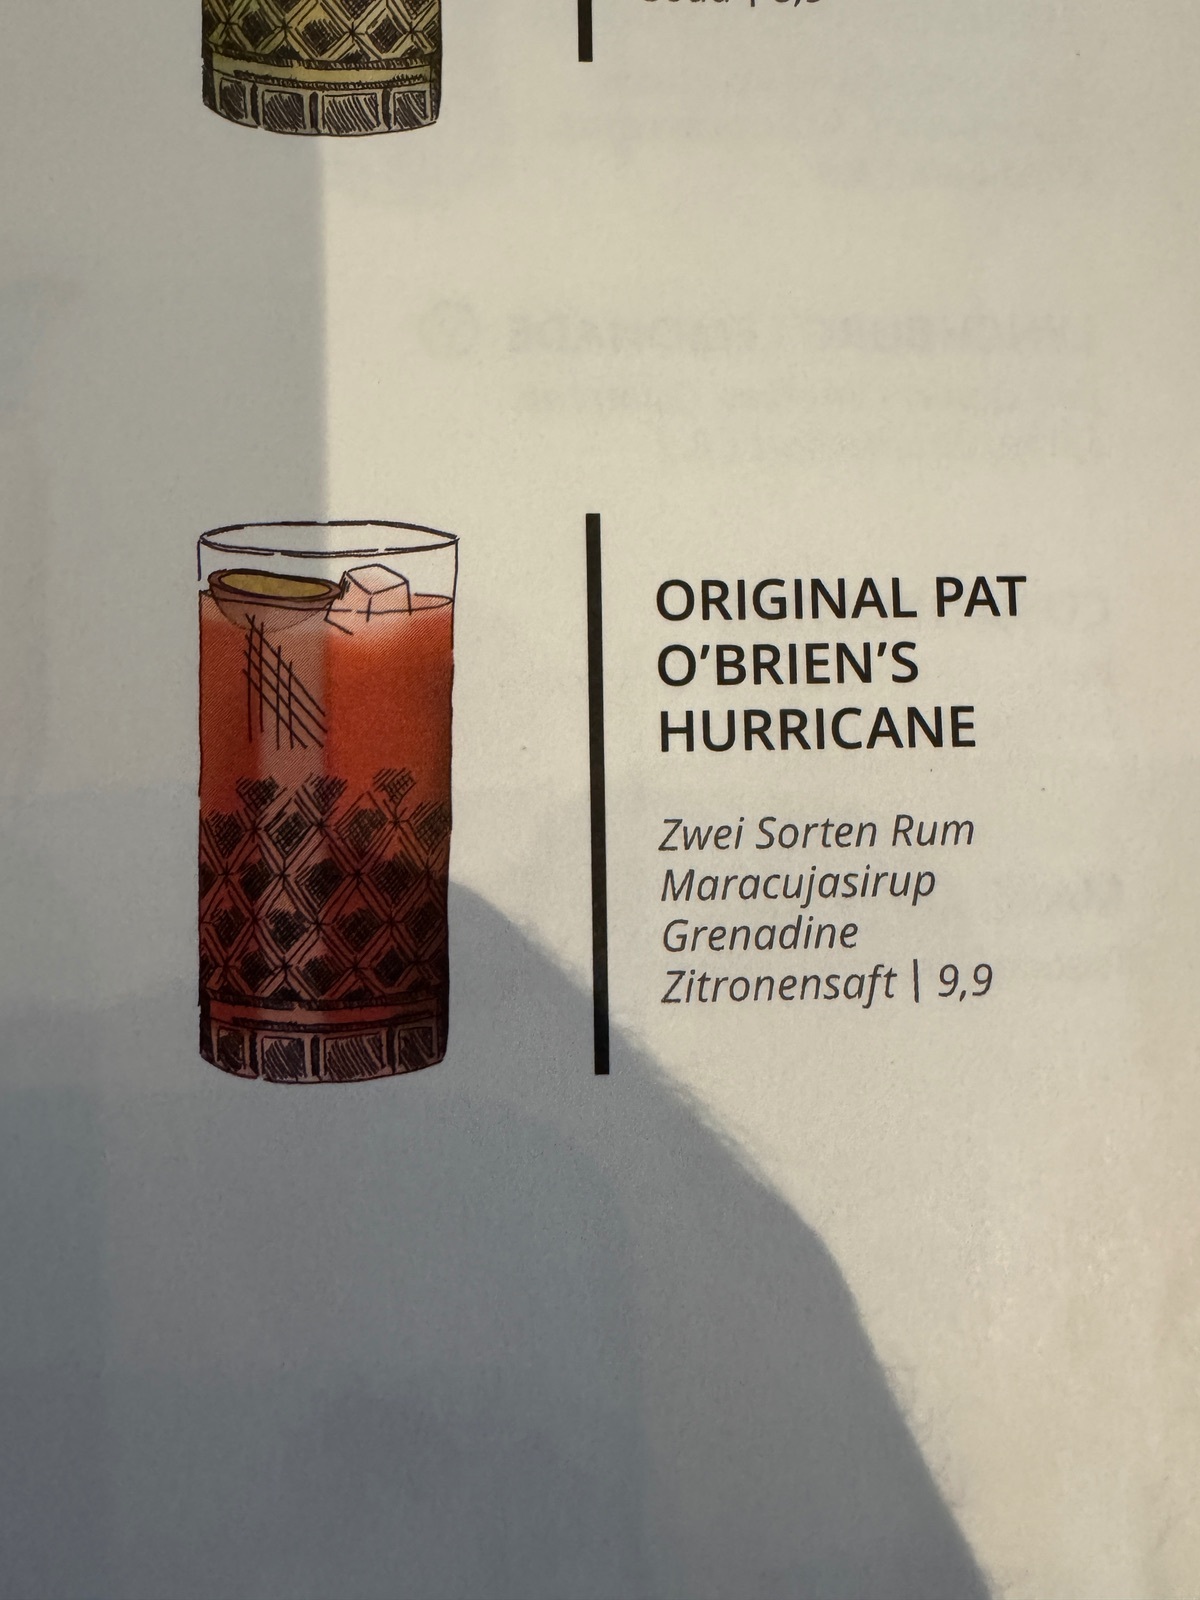 ORIGINAL PAT
O’BRIEN’S
HURRICANE
Zwei Sorten Rum
Maracujasirup
Grenadine
Zitronensaft | 9,9